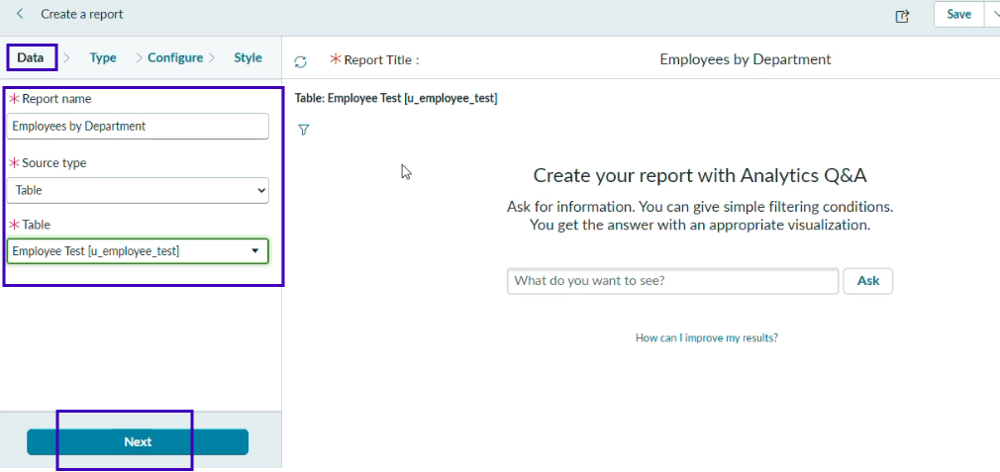 Create a report
Save
Data
Type
Configure
Style
* Report Title :
Employees by Department
* Report name
Employees by Department
* Source type
Table
* Table
Employee Test [u_employee_test]
Next
Table: Employee Test [u_employee_test]
Create your report with Analytics Q&A
Ask for information. You can give simple filtering conditions.
You get the answer with an appropriate visualization.
What do you want to see?
Ask
How can I improve my results?